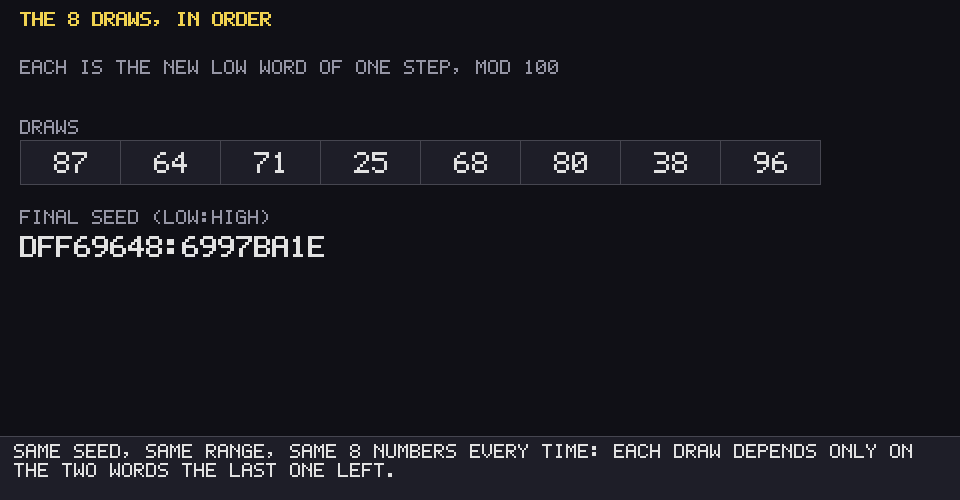 THE 8 DRAWS, IN ORDER
EACH IS THE NEW LOW WORD OF ONE STEP, MOD 100
DRAWS
87 64 71 25 68 80 38 96
FINAL SEED (LOW:HIGH)
DFF69648:6997BA1E
SAME SEED, SAME RANGE, SAME 8 NUMBERS EVERY TIME: EACH DRAW DEPENDS ONLY ON
THE TWO WORDS THE LAST ONE LEFT.